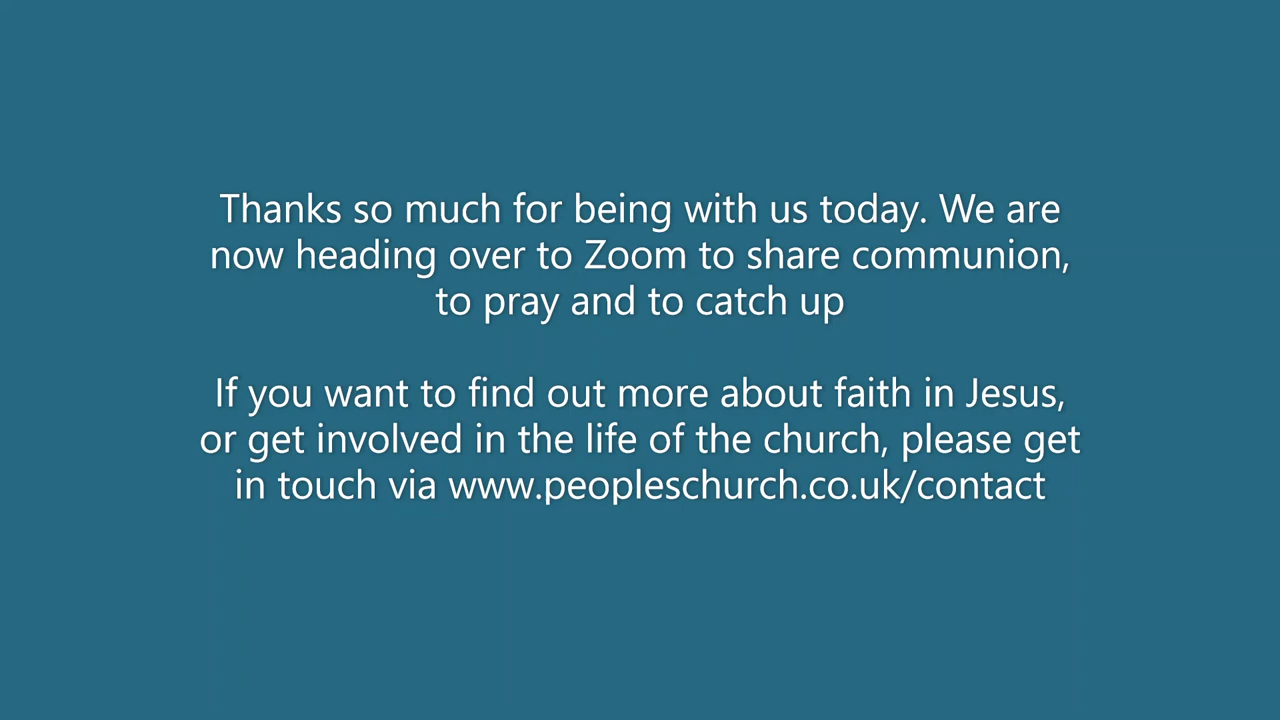 Thanks so much for being with us today. We are
now heading over to Zoom to share communion,
to pray and to catch up
If you want to find out more about faith in Jesus,
or get involved in the life of the church, please get
in touch via www.peopleschurch.co.uk/contact